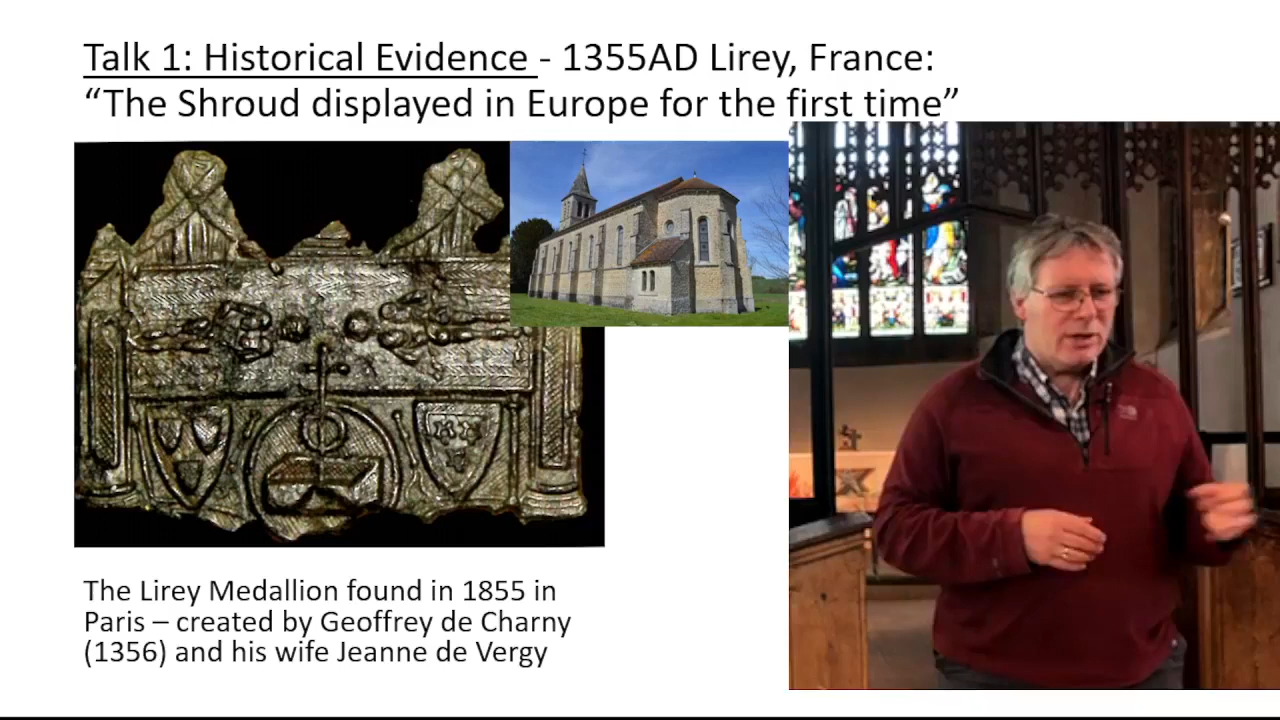 Talk 1: Historical Evidence - 1355AD Lirey, France:
“The Shroud displayed in Europe for the first time”
The Lirey Medallion found in 1855 in
Paris – created by Geoffrey de Charny
(1356) and his wife Jeanne de Vergy